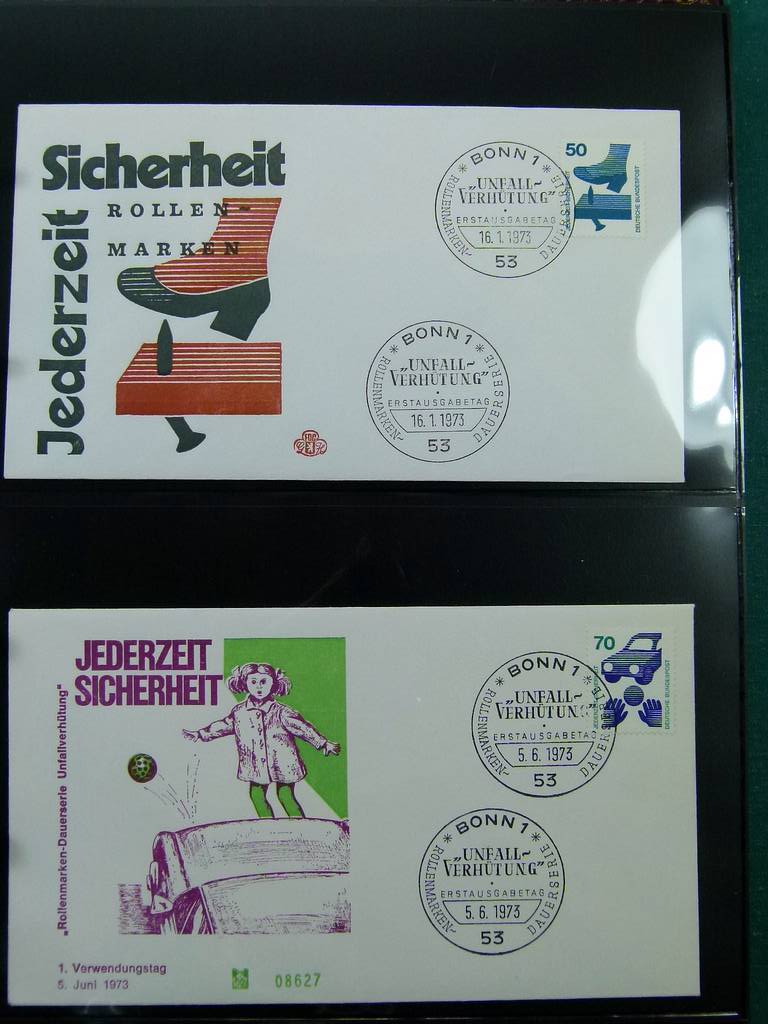 Sicherheit
Jederzeit
ROLLEN-
MARKEN
BONN 1
ROLLENMARKEN-
DAUERSERIE
„UNFALL-
VERHÜTUNG"
ERSTAUSGABETAG
16.1.1973
53
50
DEUTSCHE BUNDESPOST
BONN 1
ROLLENMARKEN-
DAUERSERIE
„UNFALL-
VERHÜTUNG"
ERSTAUSGABETAG
16.1.1973
53
JEDERZEIT
SICHERHEIT
„Rollenmarken-Dauerserie Unfallverhütung"
1. Verwendungstag
5. Juni 1973
08627
BONN 1
ROLLENMARKEN-
DAUERSERIE
„UNFALL-
VERHÜTUNG"
ERSTAUSGABETAG
5.6.1973
53
70
DEUTSCHE BUNDESPOST
BONN 1
ROLLENMARKEN-
DAUERSERIE
„UNFALL-
VERHÜTUNG"
ERSTAUSGABETAG
5.6.1973
53